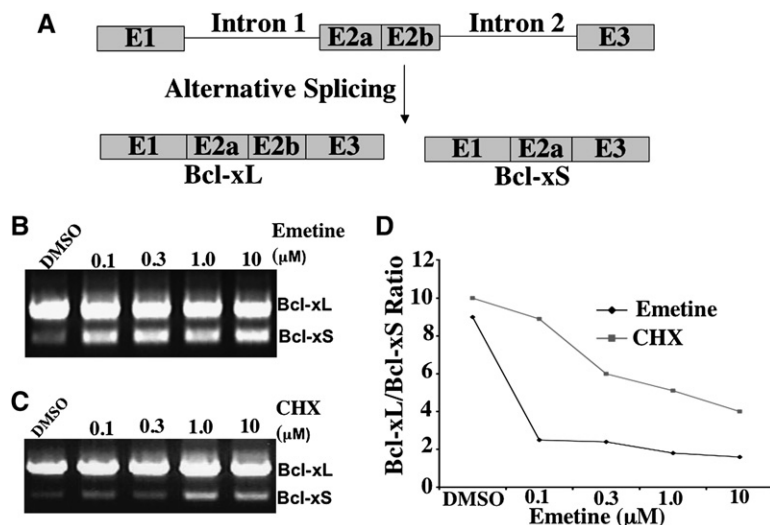 A
E1 Intron 1 E2a E2b Intron 2 E3
Alternative Splicing
E1 E2a E2b E3 E1 E2a E3
Bcl-xL Bcl-xS
B
DMSO 0.1 0.3 1.0 10 Emetine (μM)
Bcl-xL
Bcl-xS
C
DMSO 0.1 0.3 1.0 10 CHX (μM)
Bcl-xL
Bcl-xS
D
Bcl-xL/Bcl-xS Ratio
12
10
8
6
4
2
0
Emetine
CHX
DMSO 0.1 0.3 1.0 10
Emetine (μM)